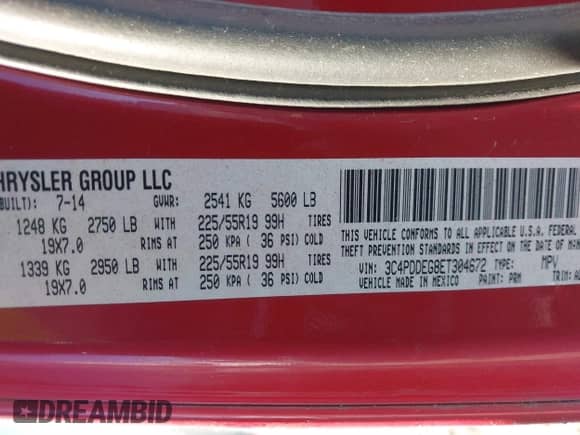 HRYSLER GROUP LLC
BUILT): 7-14 GVWR: 2541 KG 5600 LB
1248 KG 2750 LB WITH 225/55R19 99H TIRES
19X7.0 RIMS AT 250 KPA ( 36 PSI) COLD
1339 KG 2950 LB WITH 225/55R19 99H TIRES
19X7.0 RIMS AT 250 KPA ( 36 PSI) COLD
THIS VEHICLE CONFORMS TO ALL APPLICABLE U.S.A. FEDERAL
THEFT PREVENTION STANDARDS IN EFFECT ON THE DATE OF MAN
VIN: 3C4PDDEG8ET304672 TYPE: MPV
VEHICLE MADE IN MEXICO PAINT: PRM TRIM: AC
DREAMBID